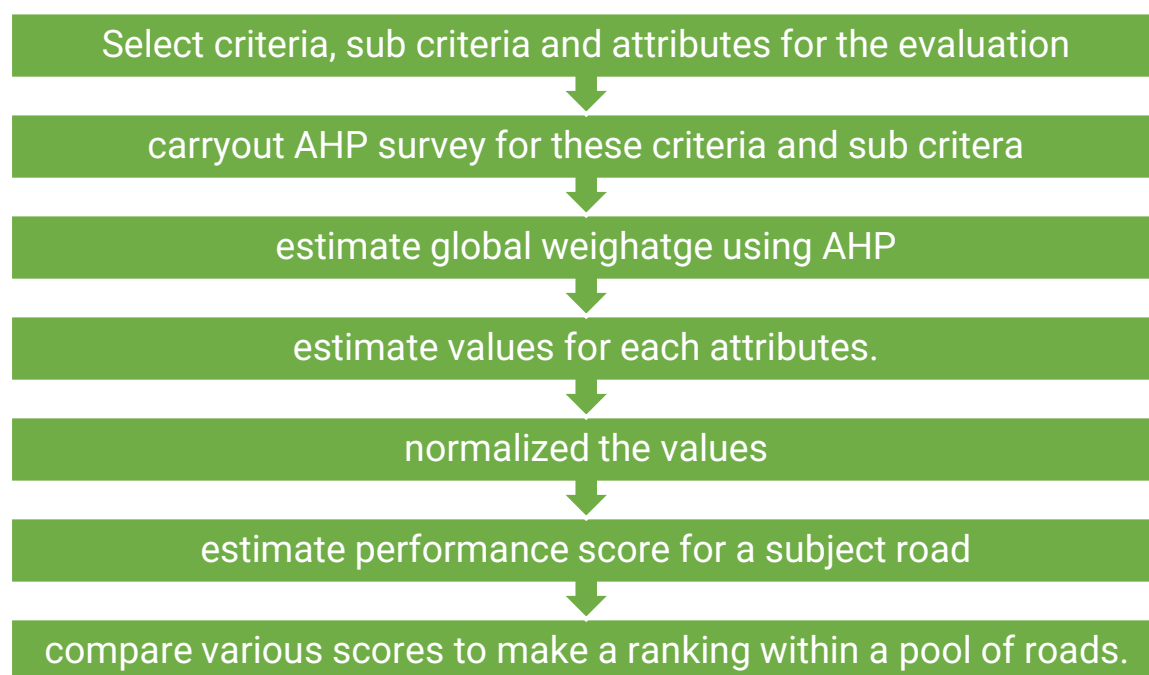 Select criteria, sub criteria and attributes for the evaluation
carryout AHP survey for these criteria and sub critera
estimate global weighatge using AHP
estimate values for each attributes.
normalized the values
estimate performance score for a subject road
compare various scores to make a ranking within a pool of roads.